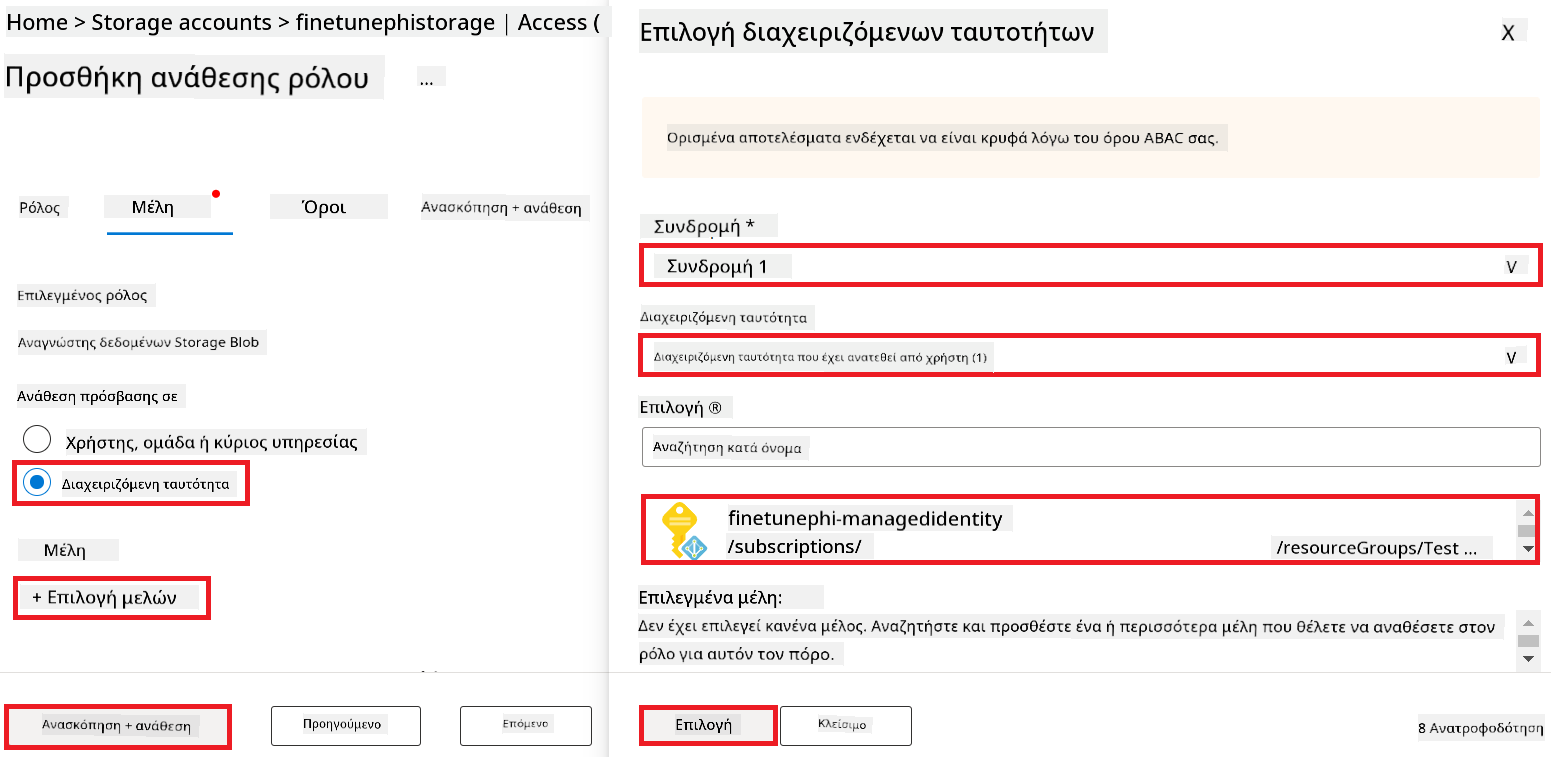 Home > Storage accounts > finetunephistorage | Access (
Προσθήκη ανάθεσης ρόλου ...
Ρόλος Μέλη Όροι Ανασκόπηση + ανάθεση
Επιλεγμένος ρόλος
Αναγνώστης δεδομένων Storage Blob
Ανάθεση πρόσβασης σε
Χρήστης, ομάδα ή κύριος υπηρεσίας
Διαχειριζόμενη ταυτότητα
Μέλη
+ Επιλογή μελών
Ανασκόπηση + ανάθεση Προηγούμενο Επόμενο
Επιλογή διαχειριζόμενων ταυτοτήτων X
Ορισμένα αποτελέσματα ενδέχεται να είναι κρυφά λόγω του όρου ABAC σας.
Συνδρομή *
Συνδρομή 1 V
Διαχειριζόμενη ταυτότητα
Διαχειριζόμενη ταυτότητα που έχει ανατεθεί από χρήστη (1) V
Επιλογή ®
Αναζήτηση κατά όνομα
finetunephi-managedidentity
/subscriptions/ /resourceGroups/Test ...
Επιλεγμένα μέλη:
Δεν έχει επιλεγεί κανένα μέλος. Αναζητήστε και προσθέστε ένα ή περισσότερα μέλη που θέλετε να αναθέσετε στον
ρόλο για αυτόν τον πόρο.
Επιλογή Κλείσιμο 8 Ανατροφοδότηση